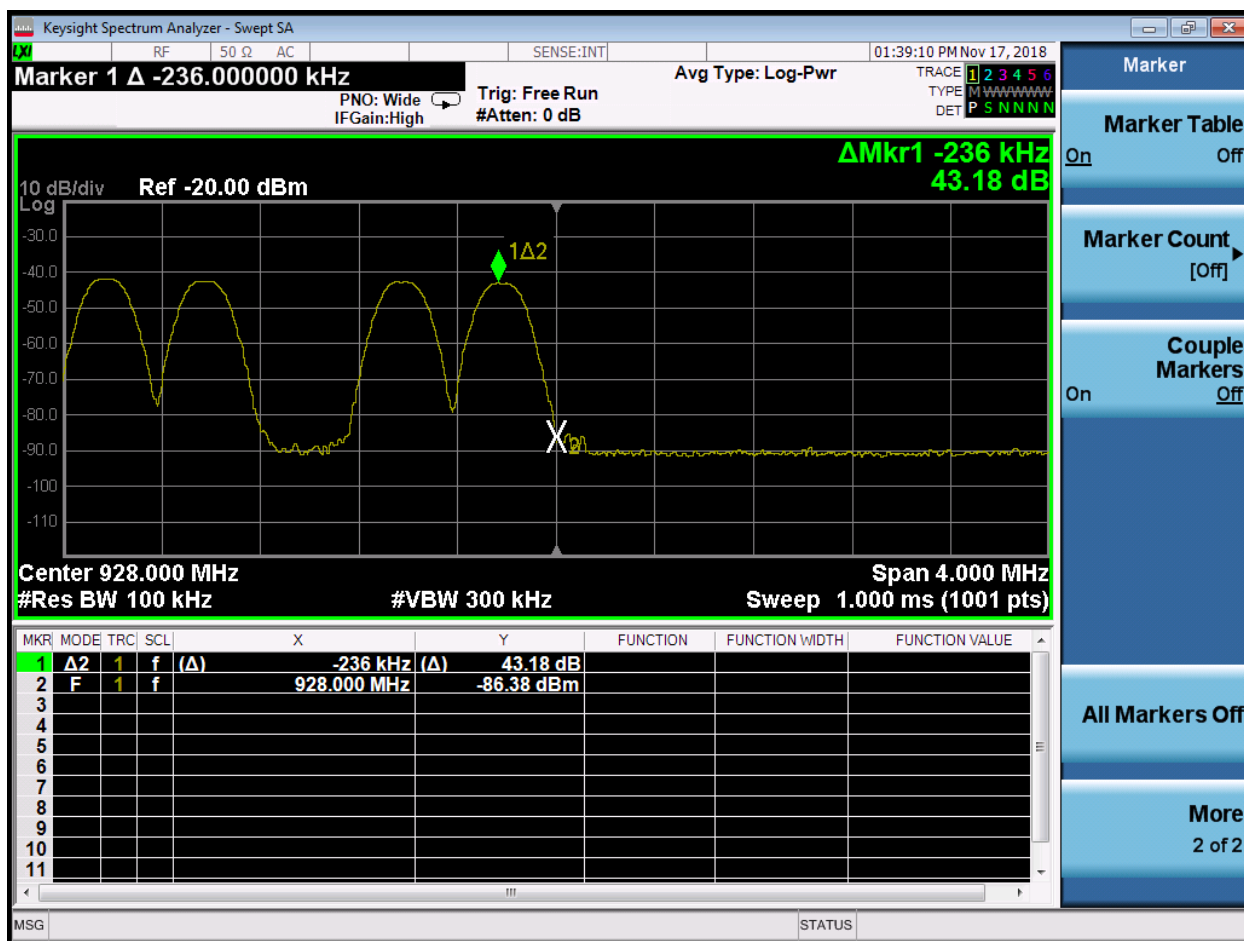 Keysight Spectrum Analyzer - Swept SA
LXI RF 50 Ω AC SENSE:INT 01:39:10 PM Nov 17, 2018
Marker 1 Δ -236.000000 kHz
PNO: Wide
IFGain:High
Trig: Free Run
#Atten: 0 dB
Avg Type: Log-Pwr
TRACE 1 2 3 4 5 6
TYPE M WWWWW
DET P S N N N N
ΔMkr1 -236 kHz
43.18 dB
10 dB/div Ref -20.00 dBm
Log
-30.0
-40.0
-50.0
-60.0
-70.0
-80.0
-90.0
-100
-110
1Δ2
X2
Center 928.000 MHz Span 4.000 MHz
#Res BW 100 kHz #VBW 300 kHz Sweep 1.000 ms (1001 pts)
MKR MODE TRC SCL X Y FUNCTION FUNCTION WIDTH FUNCTION VALUE
1 Δ2 1 f (Δ) -236 kHz (Δ) 43.18 dB
2 F 1 f 928.000 MHz -86.38 dBm
3
4
5
6
7
8
9
10
11
MSG STATUS
Marker
Marker Table
On Off
Marker Count
[Off]
Couple
Markers
On Off
All Markers Off
More
2 of 2